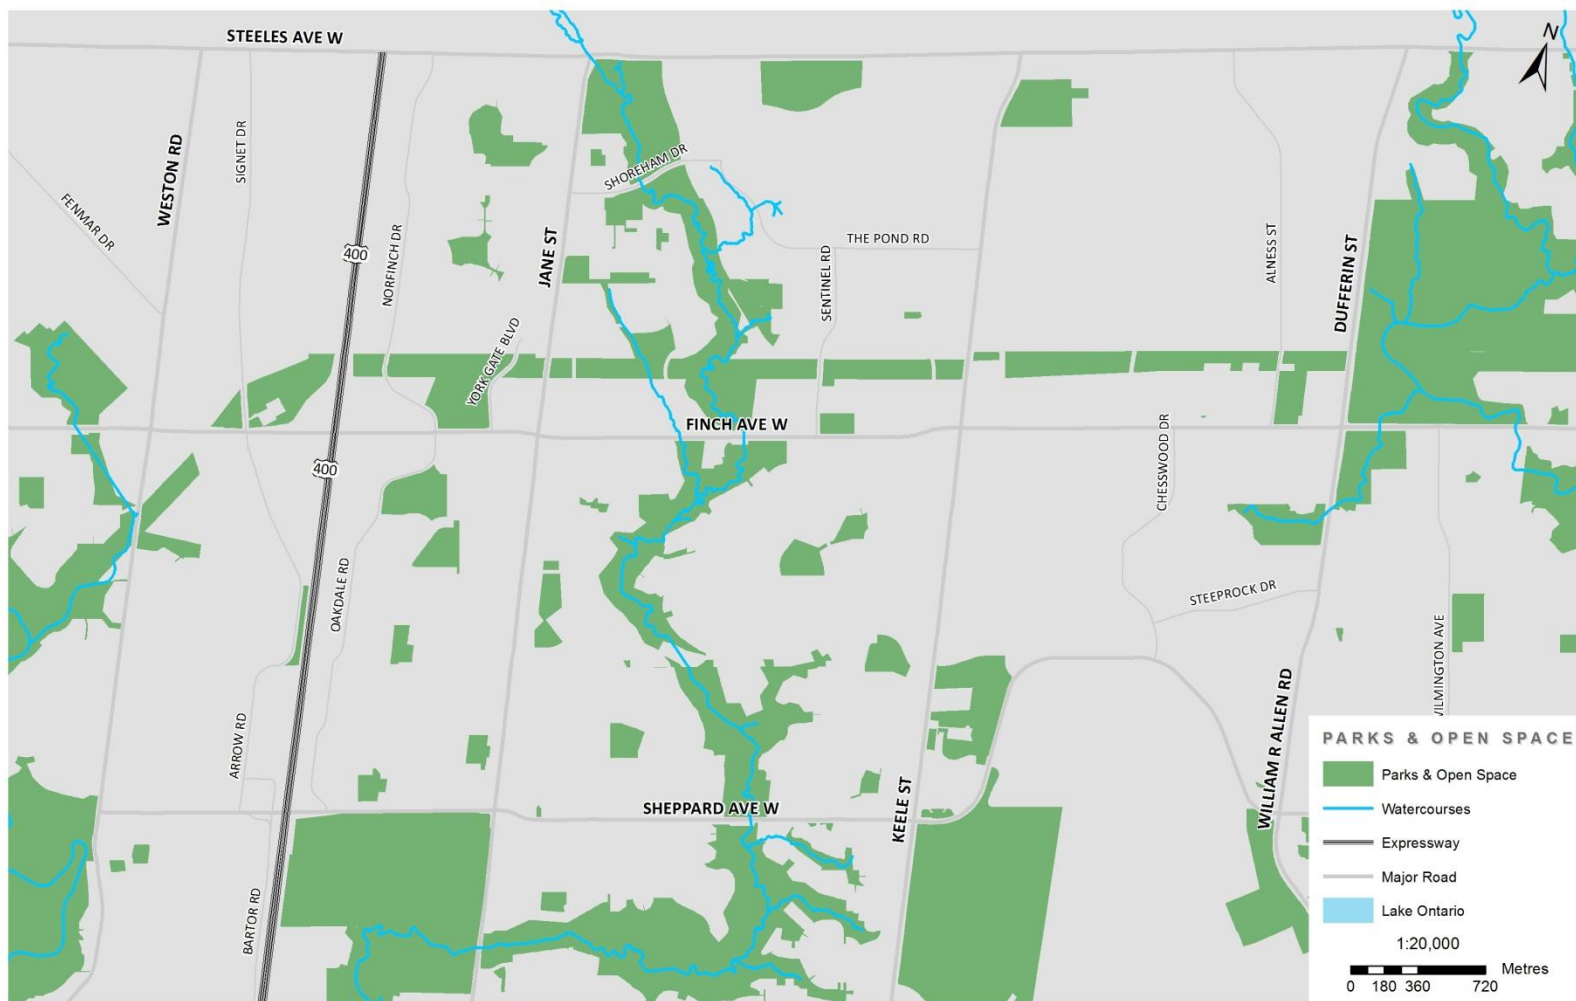 STEELES AVE W
N
WESTON RD
SIGNET DR
FENMAR DR
400
NORFINCH DR
JANE ST
SHOREHAM DR
THE POND RD
SENTINEL RD
ALNESS ST
DUFFERIN ST
YORK GATE BLVD
FINCH AVE W
400
CHESSWOOD DR
OAKDALE RD
STEEPROCK DR
WILMINGTON AVE
WILLIAM R ALLEN RD
ARROW RD
SHEPPARD AVE W
KEELE ST
BARTOR RD
PARKS & OPEN SPACE
Parks & Open Space
Watercourses
Expressway
Major Road
Lake Ontario
1:20,000
Metres
0 180 360 720